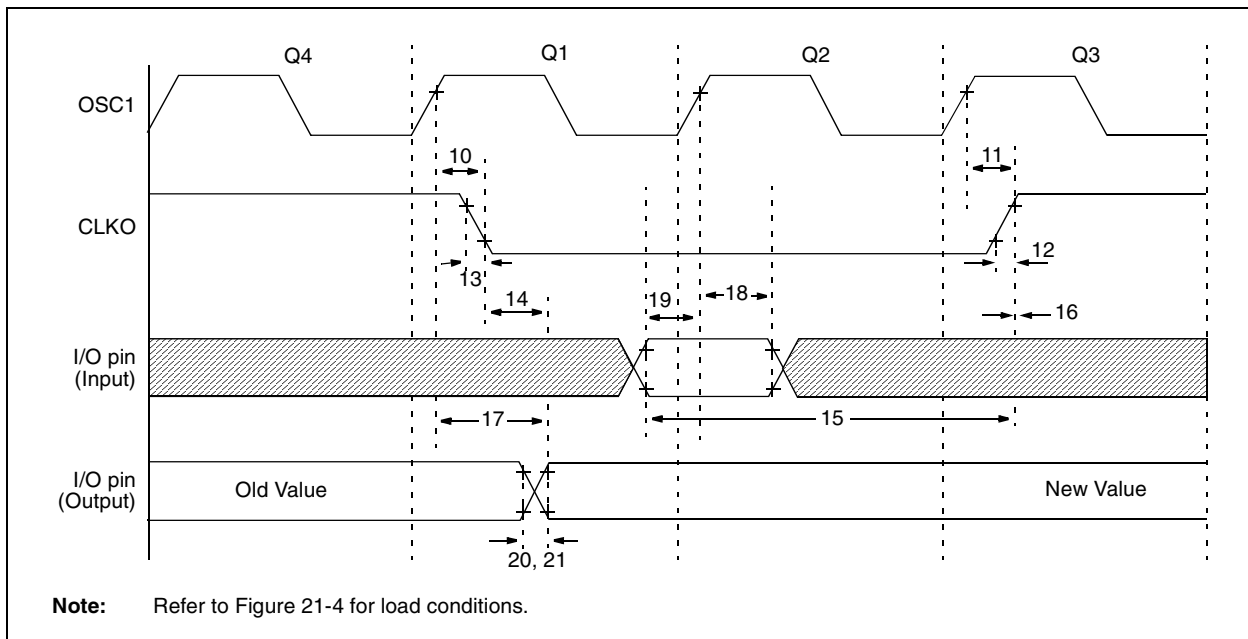 Q4 Q1 Q2 Q3
OSC1
10 11
CLKO
13 12
14 19 18 16
I/O pin
(Input)
17 15
I/O pin
(Output)
Old Value New Value
20, 21
Note: Refer to Figure 21-4 for load conditions.